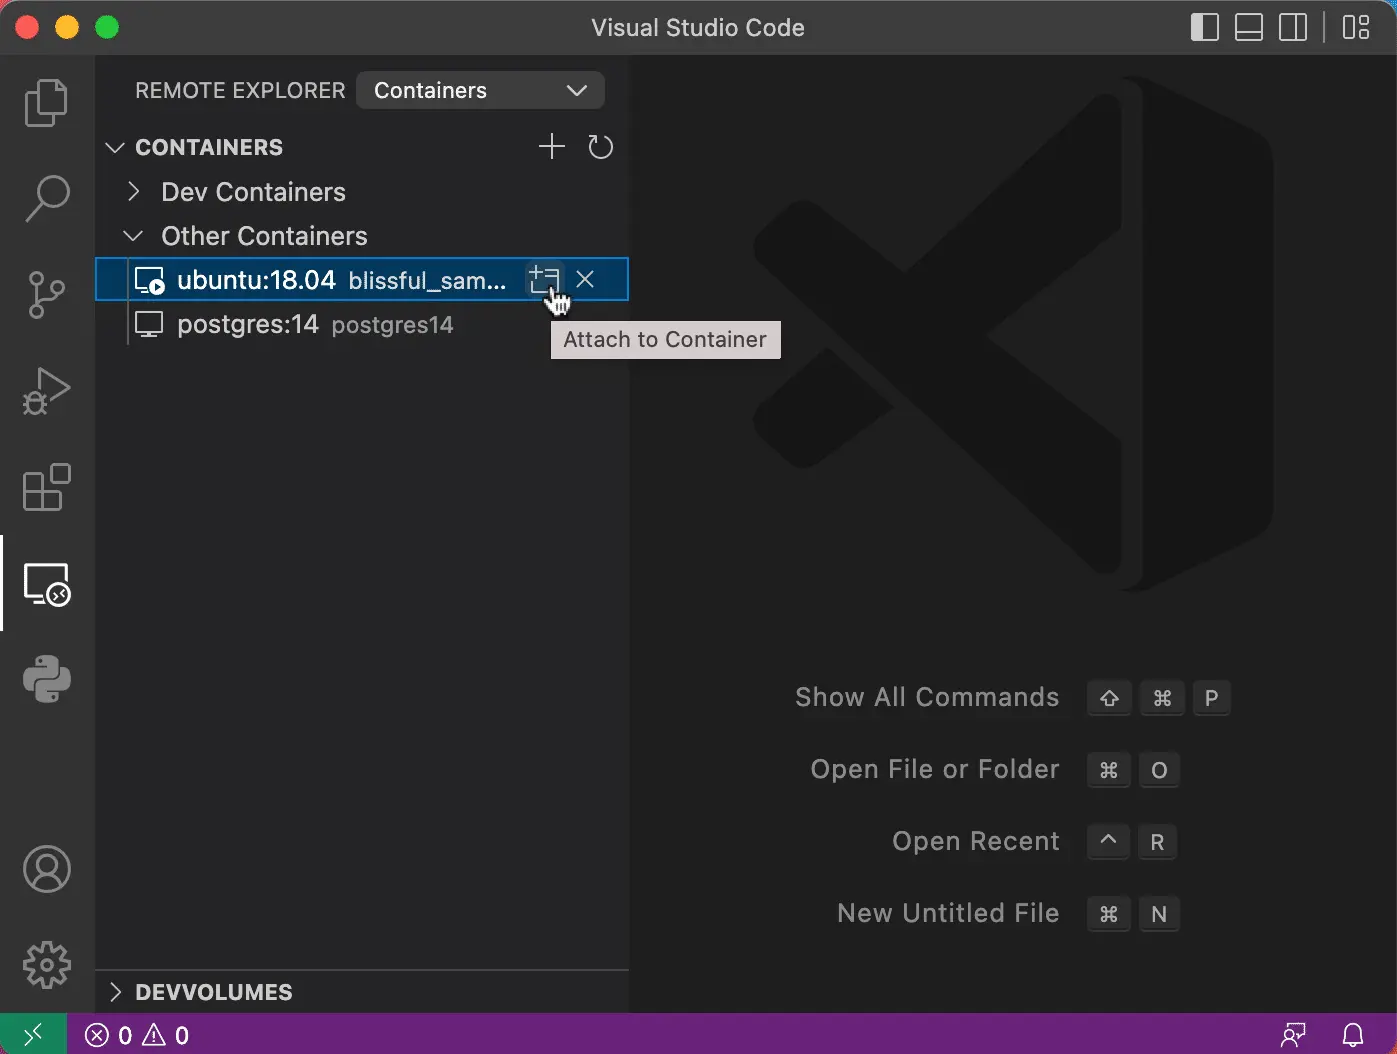 Visual Studio Code
REMOTE EXPLORER Containers
CONTAINERS
Dev Containers
Other Containers
ubuntu:18.04 blissful_sam...
postgres:14 postgres14
Attach to Container
Show All Commands ⇧ ⌘ P
Open File or Folder ⌘ O
Open Recent ^ R
New Untitled File ⌘ N
DEVVOLUMES
0 0